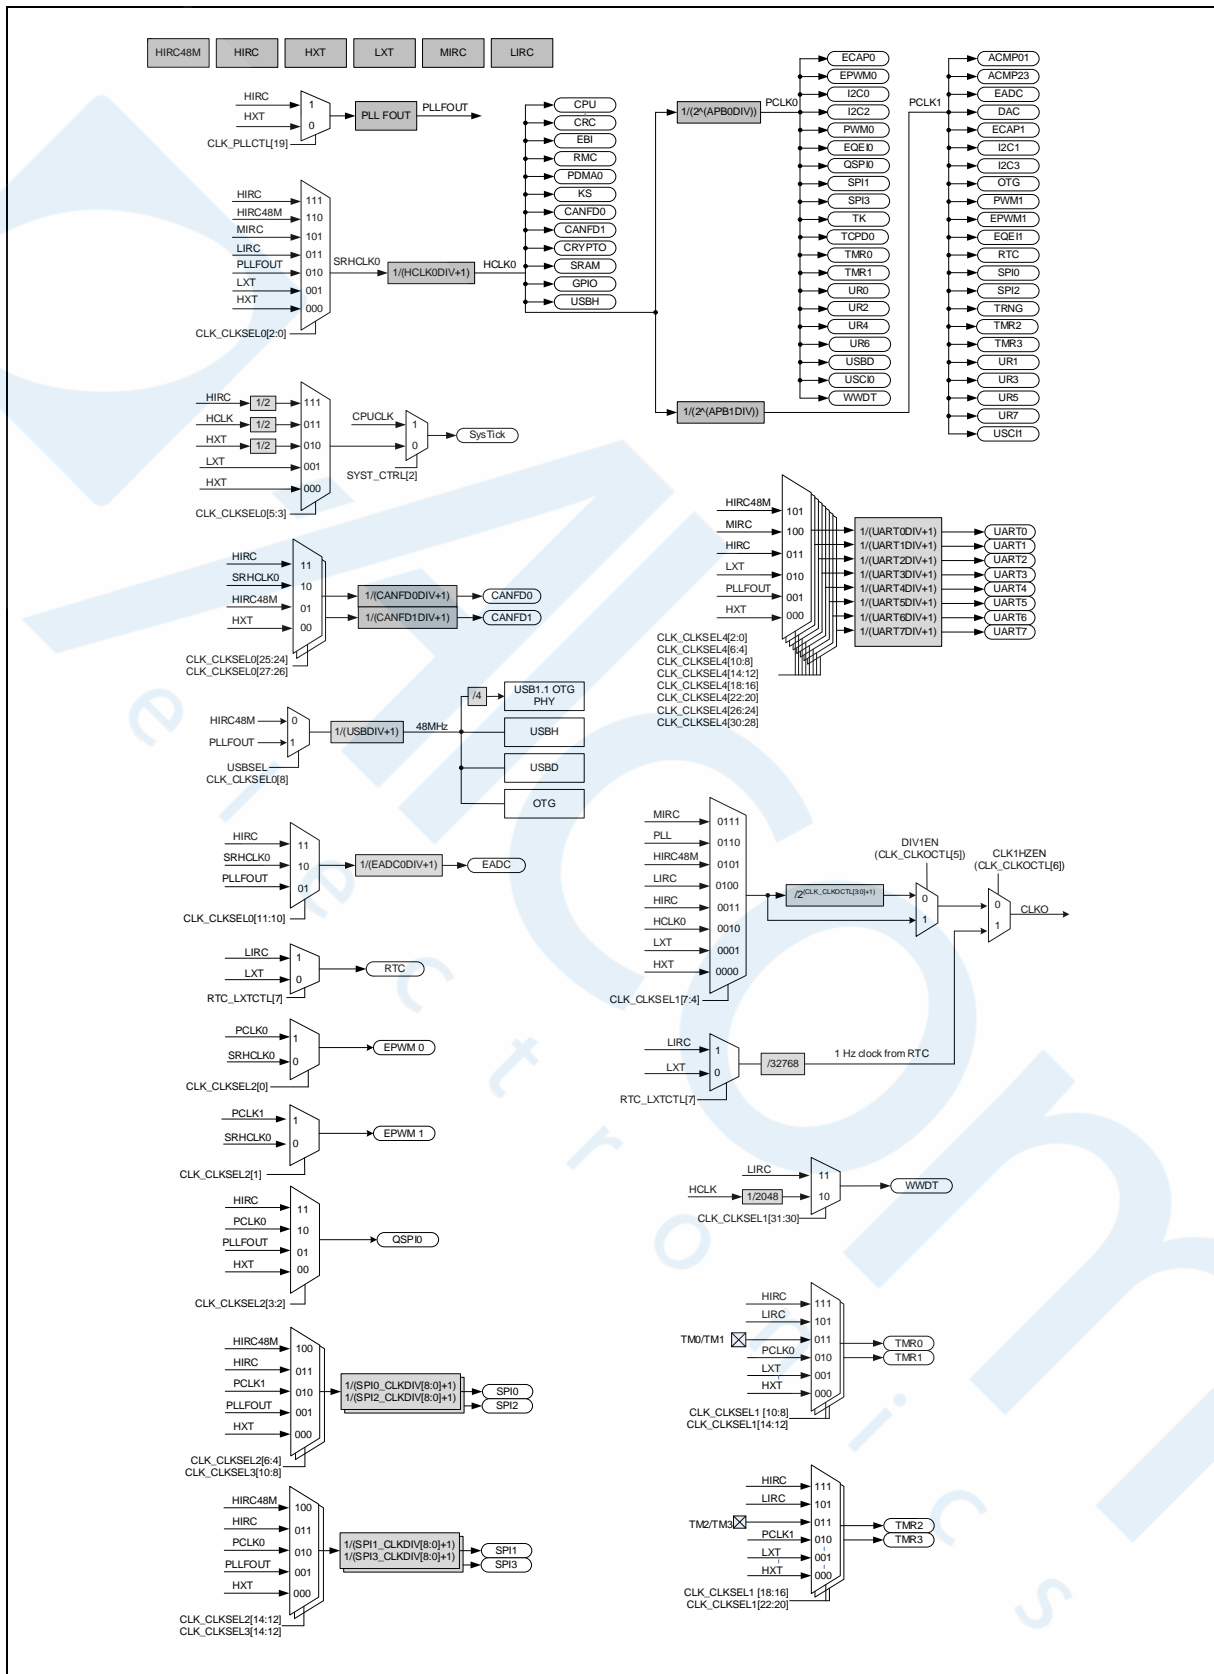 HIRC48M HIRC HXT LXT MIRC LIRC
HIRC
HXT
1
0
CLK_PLLCTL[19]
PLL FOUT
PLLFOUT
HIRC
HIRC48M
MIRC
LIRC
PLLFOUT
LXT
HXT
111
110
101
011
010
001
000
CLK_CLKSEL0[2:0]
SRHCLK0
1/(HCLK0DIV+1)
HCLK0
CPU
CRC
EBI
RMC
PDMA0
KS
CANFD0
CANFD1
CRYPTO
SRAM
GPIO
USBH
1/(2^(APB0DIV))
PCLK0
ECAP0
EPWM0
I2C0
I2C2
PWM0
EQEI0
QSPI0
SPI1
SPI3
TK
TCPD0
TMR0
TMR1
UR0
UR2
UR4
UR6
USBD
USCI0
WWDT
1/(2^(APB1DIV))
PCLK1
ACMP01
ACMP23
EADC
DAC
ECAP1
I2C1
I2C3
OTG
PWM1
EPWM1
EQEI1
RTC
SPI0
SPI2
TRNG
TMR2
TMR3
UR1
UR3
UR5
UR7
USCI1
HIRC 1/2
HCLK 1/2
HXT 1/2
LXT
HXT
111
011
010
001
000
CLK_CLKSEL0[5:3]
CPUCLK
1
0
SYST_CTRL[2]
SysTick
HIRC
SRHCLK0
HIRC48M
HXT
11
10
01
00
CLK_CLKSEL0[25:24]
CLK_CLKSEL0[27:26]
1/(CANFD0DIV+1)
1/(CANFD1DIV+1)
CANFD0
CANFD1
HIRC48M
PLLFOUT
0
1
USBSEL
CLK_CLKSEL0[8]
1/(USBDIV+1)
48MHz
/4
USB1.1 OTG
PHY
USBH
USBD
OTG
HIRC
SRHCLK0
PLLFOUT
11
10
01
CLK_CLKSEL0[11:10]
1/(EADC0DIV+1)
EADC
LIRC
LXT
1
0
RTC_LXTCTL[7]
RTC
PCLK0
SRHCLK0
1
0
CLK_CLKSEL2[0]
EPWM 0
PCLK1
SRHCLK0
1
0
CLK_CLKSEL2[1]
EPWM 1
HIRC
PCLK0
PLLFOUT
HXT
11
10
01
00
CLK_CLKSEL2[3:2]
QSPI0
HIRC48M
HIRC
PCLK1
PLLFOUT
HXT
100
011
010
001
000
CLK_CLKSEL2[6:4]
CLK_CLKSEL3[10:8]
1/(SPI0_CLKDIV[8:0]+1)
1/(SPI2_CLKDIV[8:0]+1)
SPI0
SPI2
HIRC48M
HIRC
PCLK0
PLLFOUT
HXT
100
011
010
001
000
CLK_CLKSEL2[14:12]
CLK_CLKSEL3[14:12]
1/(SPI1_CLKDIV[8:0]+1)
1/(SPI3_CLKDIV[8:0]+1)
SPI1
SPI3
HIRC48M
MIRC
HIRC
LXT
PLLFOUT
HXT
101
100
011
010
001
000
CLK_CLKSEL4[2:0]
CLK_CLKSEL4[6:4]
CLK_CLKSEL4[10:8]
CLK_CLKSEL4[14:12]
CLK_CLKSEL4[18:16]
CLK_CLKSEL4[22:20]
CLK_CLKSEL4[26:24]
CLK_CLKSEL4[30:28]
1/(UART0DIV+1)
1/(UART1DIV+1)
1/(UART2DIV+1)
1/(UART3DIV+1)
1/(UART4DIV+1)
1/(UART5DIV+1)
1/(UART6DIV+1)
1/(UART7DIV+1)
UART0
UART1
UART2
UART3
UART4
UART5
UART6
UART7
MIRC
PLL
HIRC48M
LIRC
HIRC
HCLK0
LXT
HXT
0111
0110
0101
0100
0011
0010
0001
0000
CLK_CLKSEL1[7:4]
/2(CLK_CLKOCTL[3:0]+1)
DIV1EN
(CLK_CLKOCTL[5])
0
1
CLK1HZEN
(CLK_CLKOCTL[6])
0
1
CLKO
LIRC
LXT
1
0
RTC_LXTCTL[7]
/32768
1 Hz clock from RTC
LIRC
HCLK
1/2048
11
10
CLK_CLKSEL1[31:30]
WWDT
HIRC
LIRC
TM0/TM1
PCLK0
LXT
HXT
111
101
011
010
001
000
CLK_CLKSEL1 [10:8]
CLK_CLKSEL1[14:12]
TMR0
TMR1
HIRC
LIRC
TM2/TM3
PCLK1
LXT
HXT
111
101
011
010
001
000
CLK_CLKSEL1 [18:16]
CLK_CLKSEL1[22:20]
TMR2
TMR3
electronics